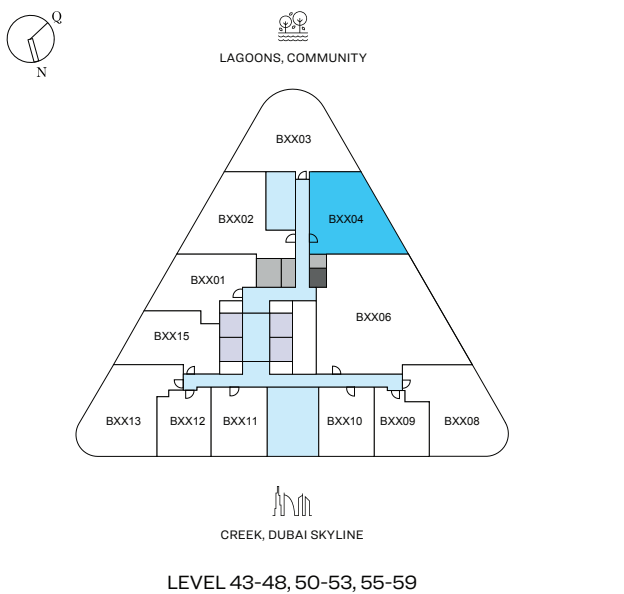 Q
N
LAGOONS, COMMUNITY
BXX03
BXX02
BXX04
BXX01
BXX06
BXX15
BXX13
BXX12
BXX11
BXX10
BXX09
BXX08
CREEK, DUBAI SKYLINE
LEVEL 43-48, 50-53, 55-59